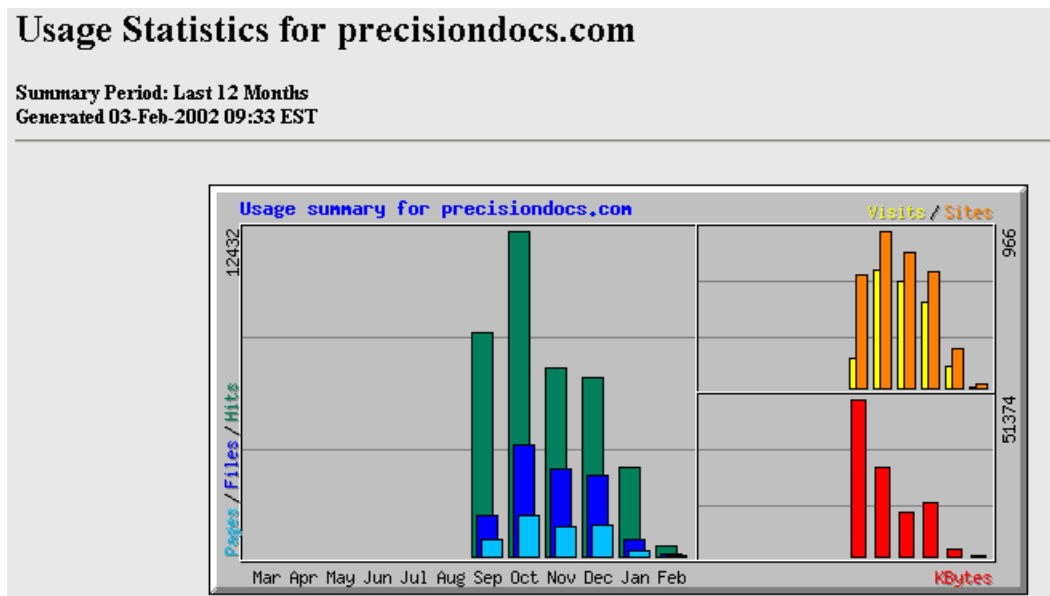 Usage Statistics for precisiondocs.com
Summary Period: Last 12 Months
Generated 03-Feb-2002 09:33 EST
Usage summary for precisiondocs.com
Visits / Sites
12432
966
Pages / Files / Hits
51374
Mar Apr May Jun Jul Aug Sep Oct Nov Dec Jan Feb
KBytes